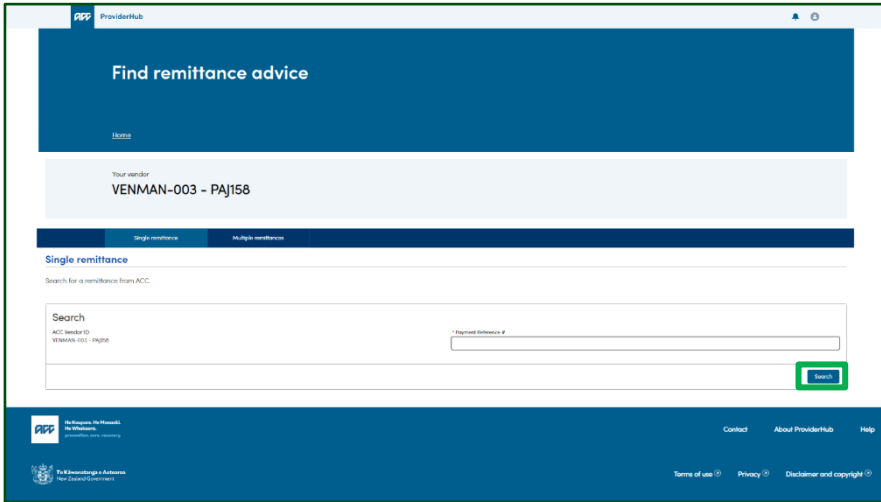 ProviderHub
Find remittance advice
Home
Your vendor
VENMAN-003 - PAJ158
Single remittance Multiple remittances
Single remittance
Search for a remittance from ACC.
Search
ACC Vendor ID
VENMAN-003 - PAJ158
* Payment Reference #
Search
He Kaupare. He Manaaki.
He Whakaora.
prevention. care. recovery.
Contact About ProviderHub Help
Te Kāwanatanga o Aotearoa
New Zealand Government
Terms of use Privacy Disclaimer and copyright